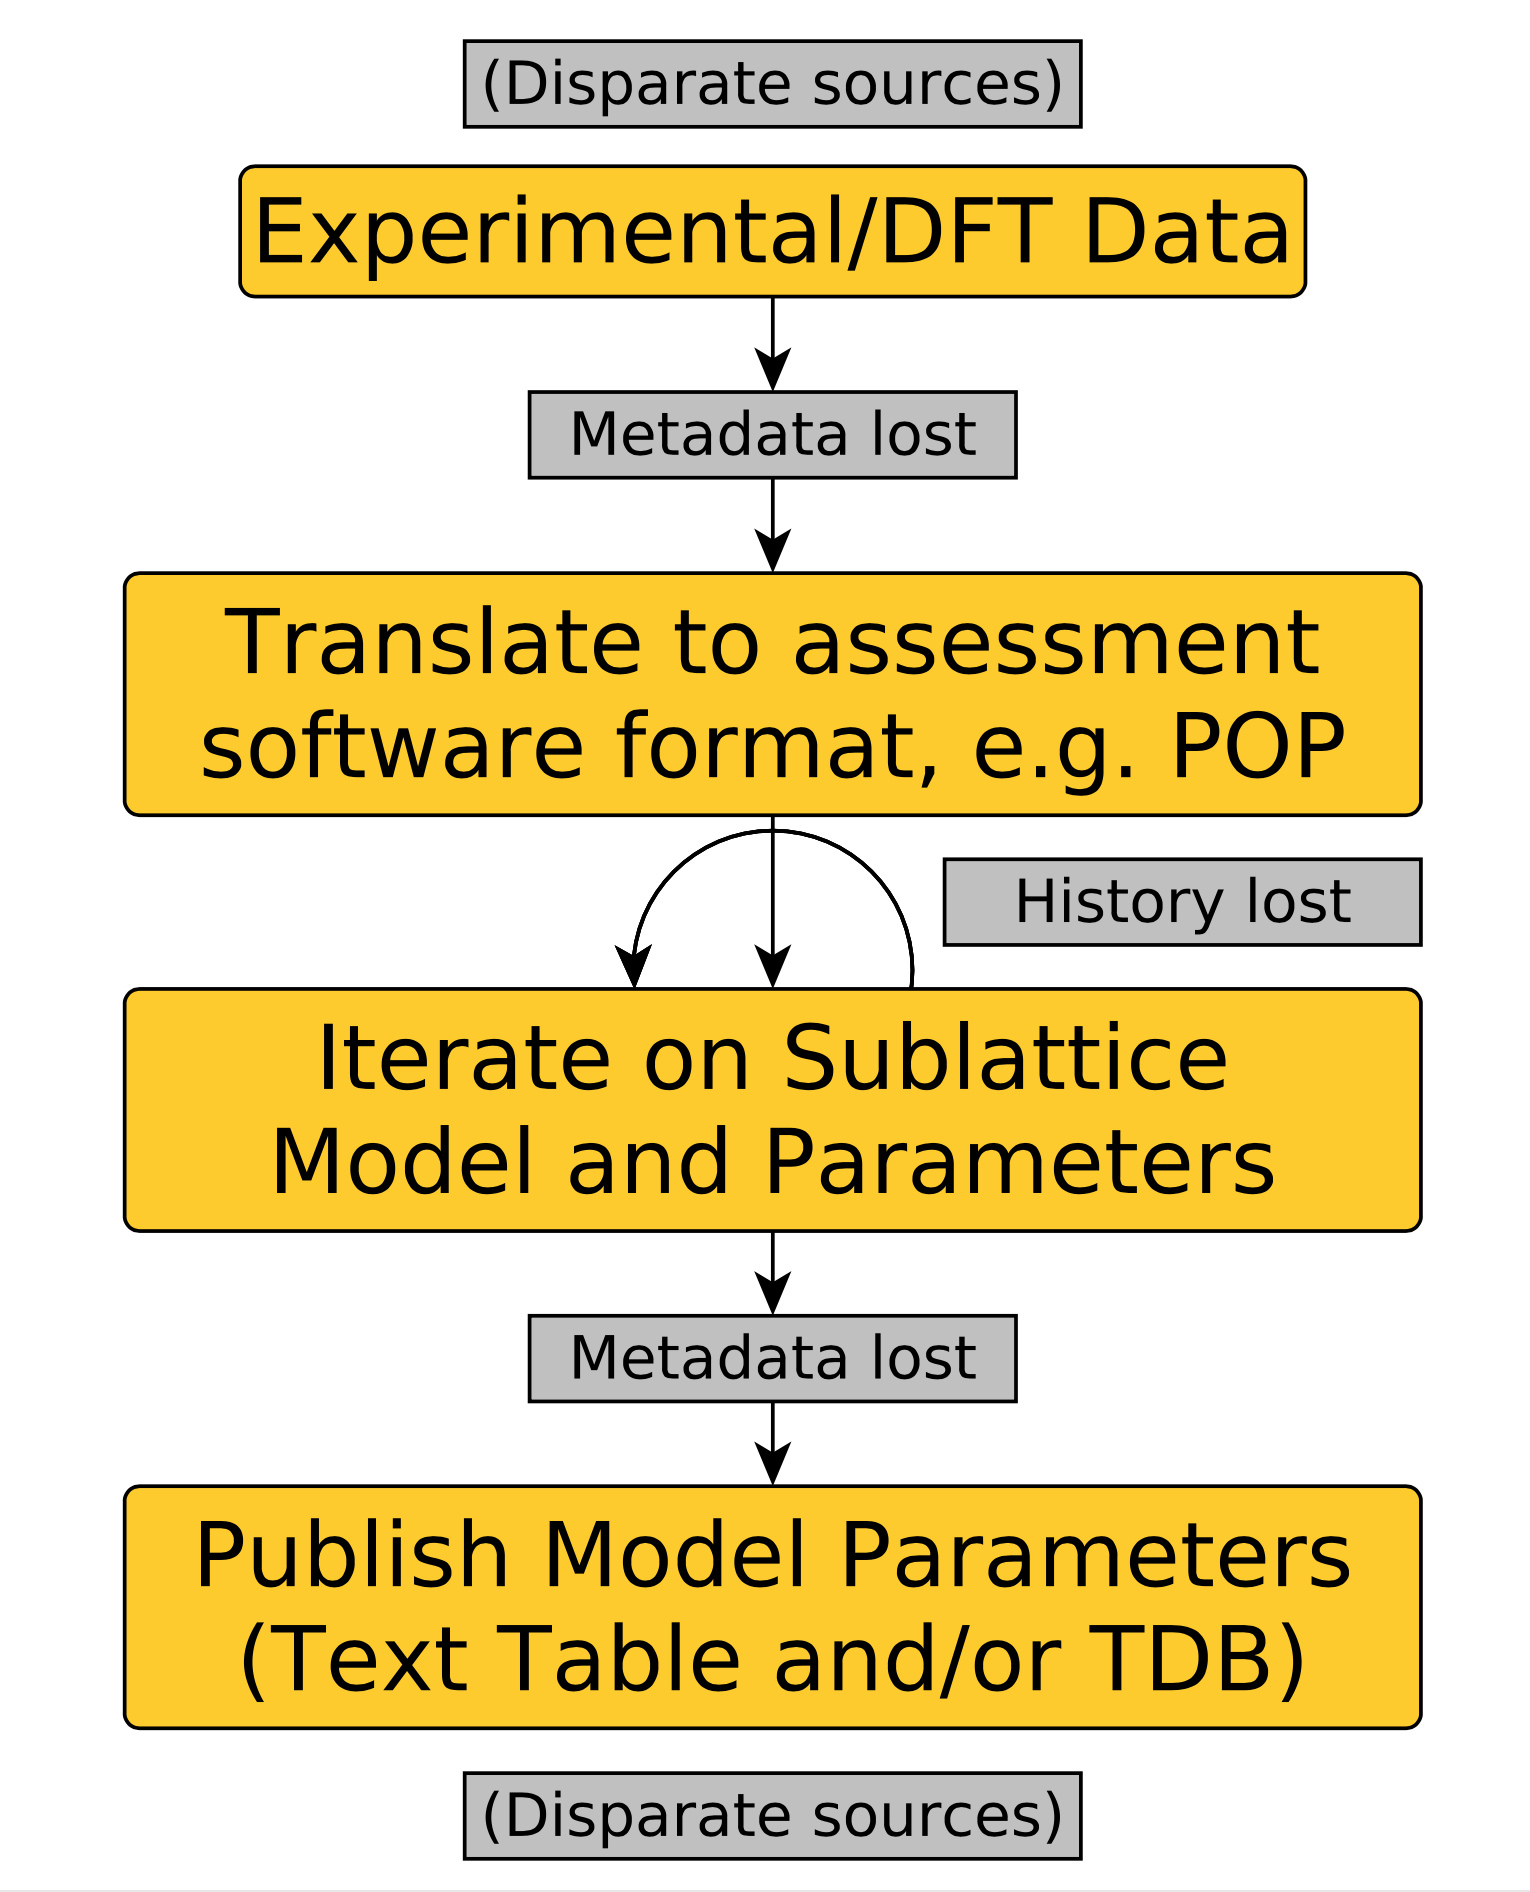 (Disparate sources)
Experimental/DFT Data
Metadata lost
Translate to assessment
software format, e.g. POP
History lost
Iterate on Sublattice
Model and Parameters
Metadata lost
Publish Model Parameters
(Text Table and/or TDB)
(Disparate sources)